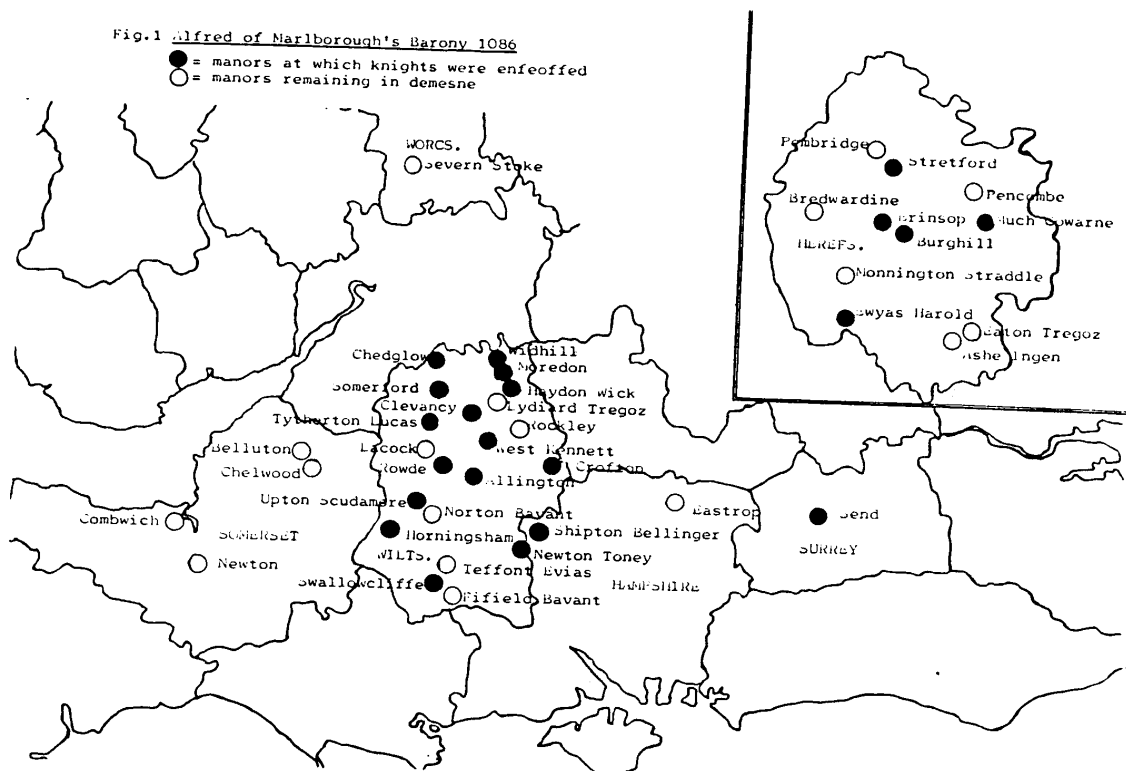 Fig.1 Alfred of Marlborough's Barony 1086
= manors at which knights were enfeoffed
= manors remaining in demesne
WORCS.
Severn Stoke
Pembridge
Stretford
Pencombe
Bredwardine
Brinsop
Much Cowarne
Burghill
HEREFS.
Monnington Straddle
Ewyas Harold
Eaton Tregoz
Ashe Ingen
Chedglow
Widhill
Moredon
Somerford
Haydon Wick
Clevancy
Lydiard Tregoz
Tytherton Lucas
Rockley
Belluton
Lacock
West Kennett
Chelwood
Rowde
Crofton
Allington
Upton Scudamore
Eastrop
Norton Bavant
Combwich
Send
SOMERSET
Horningsham
Shipton Bellinger
SURREY
Newton
WILTS.
Newton Toney
Teffont Evias
Swallowcliffe
HAMPSHIRE
Fifield Bavant